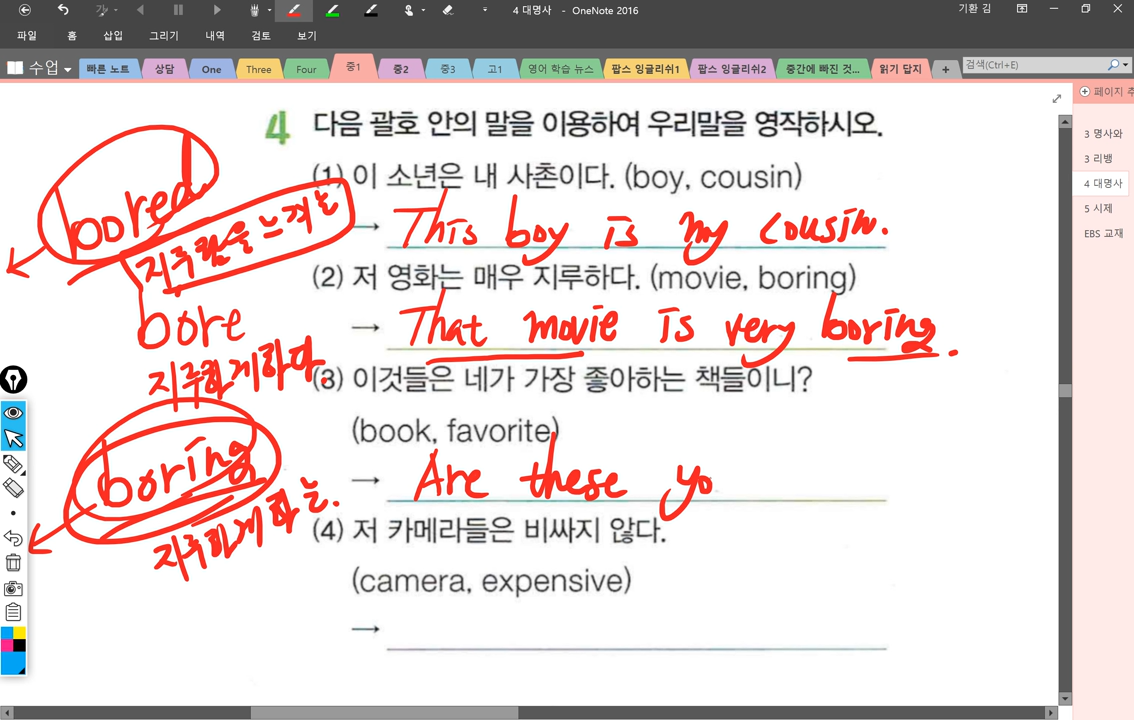 4 대명사 - OneNote 2016
기환 김
파일 홈 삽입 그리기 내역 검토 보기
수업 빠른 노트 상담 One Three Four 중1 중2 중3 고1 영어 학습 뉴스 팝스 잉글리쉬1 팝스 잉글리쉬2 중간에 빠진 것... 읽기 답지 +
검색(Ctrl+E)
페이지 추
3 명사와
3 리뱅
4 대명사
5 시제
EBS 교재
4 다음 괄호 안의 말을 이용하여 우리말을 영작하시오.
(1) 이 소년은 내 사촌이다. (boy, cousin)
→ This boy is my cousin.
(2) 저 영화는 매우 지루하다. (movie, boring)
→ That movie is very boring.
(3) 이것들은 네가 가장 좋아하는 책들이니?
(book, favorite)
→ Are these yo
(4) 저 카메라들은 비싸지 않다.
(camera, expensive)
→
bored
지루함을 느끼는
bore
지루하게하다.
boring
지루하게 하는.